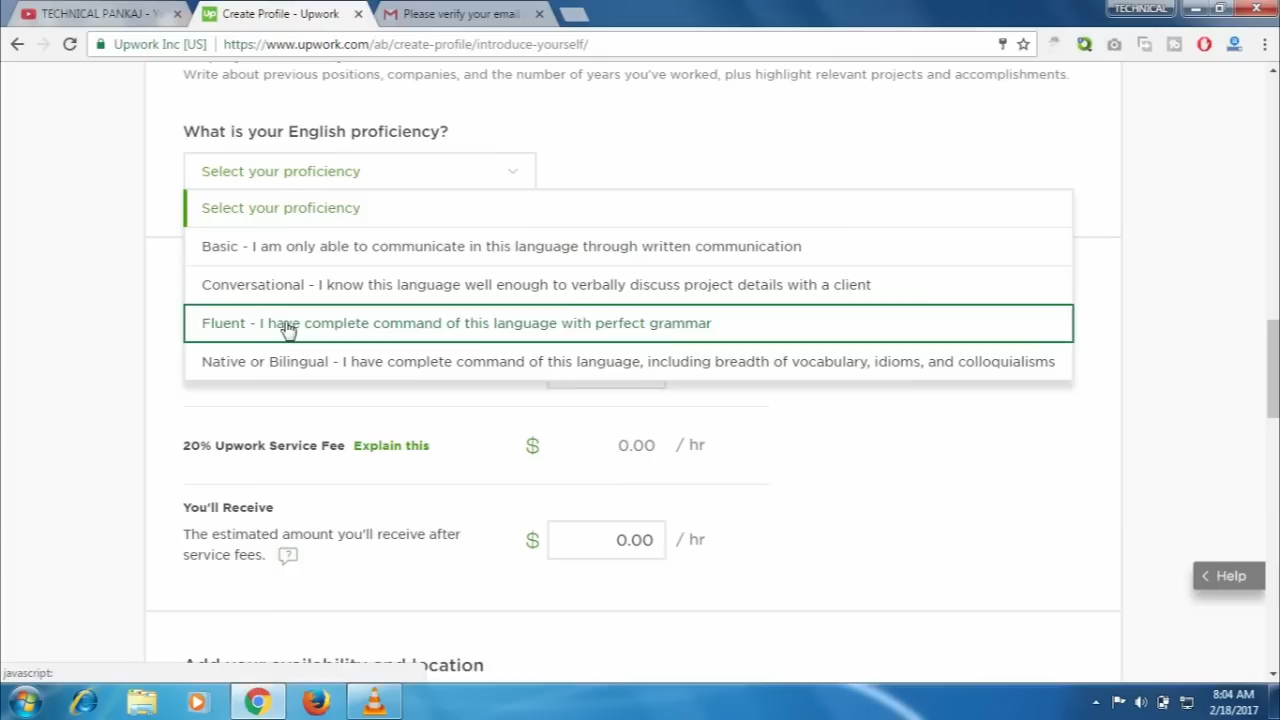 TECHNICAL PANKAJ - Y
Create Profile - Upwork
Please verify your email
TECHNICAL
Upwork Inc [US]
https://www.upwork.com/ab/create-profile/introduce-yourself/
Write about previous positions, companies, and the number of years you've worked, plus highlight relevant projects and accomplishments.
What is your English proficiency?
Select your proficiency
Select your proficiency
Basic - I am only able to communicate in this language through written communication
Conversational - I know this language well enough to verbally discuss project details with a client
Fluent - I have complete command of this language with perfect grammar
Native or Bilingual - I have complete command of this language, including breadth of vocabulary, idioms, and colloquialisms
20% Upwork Service Fee Explain this $ 0.00 / hr
You'll Receive
The estimated amount you'll receive after
service fees. ?
$ 0.00 / hr
Help
Add your availability and location
javascript:
8:04 AM
2/18/2017